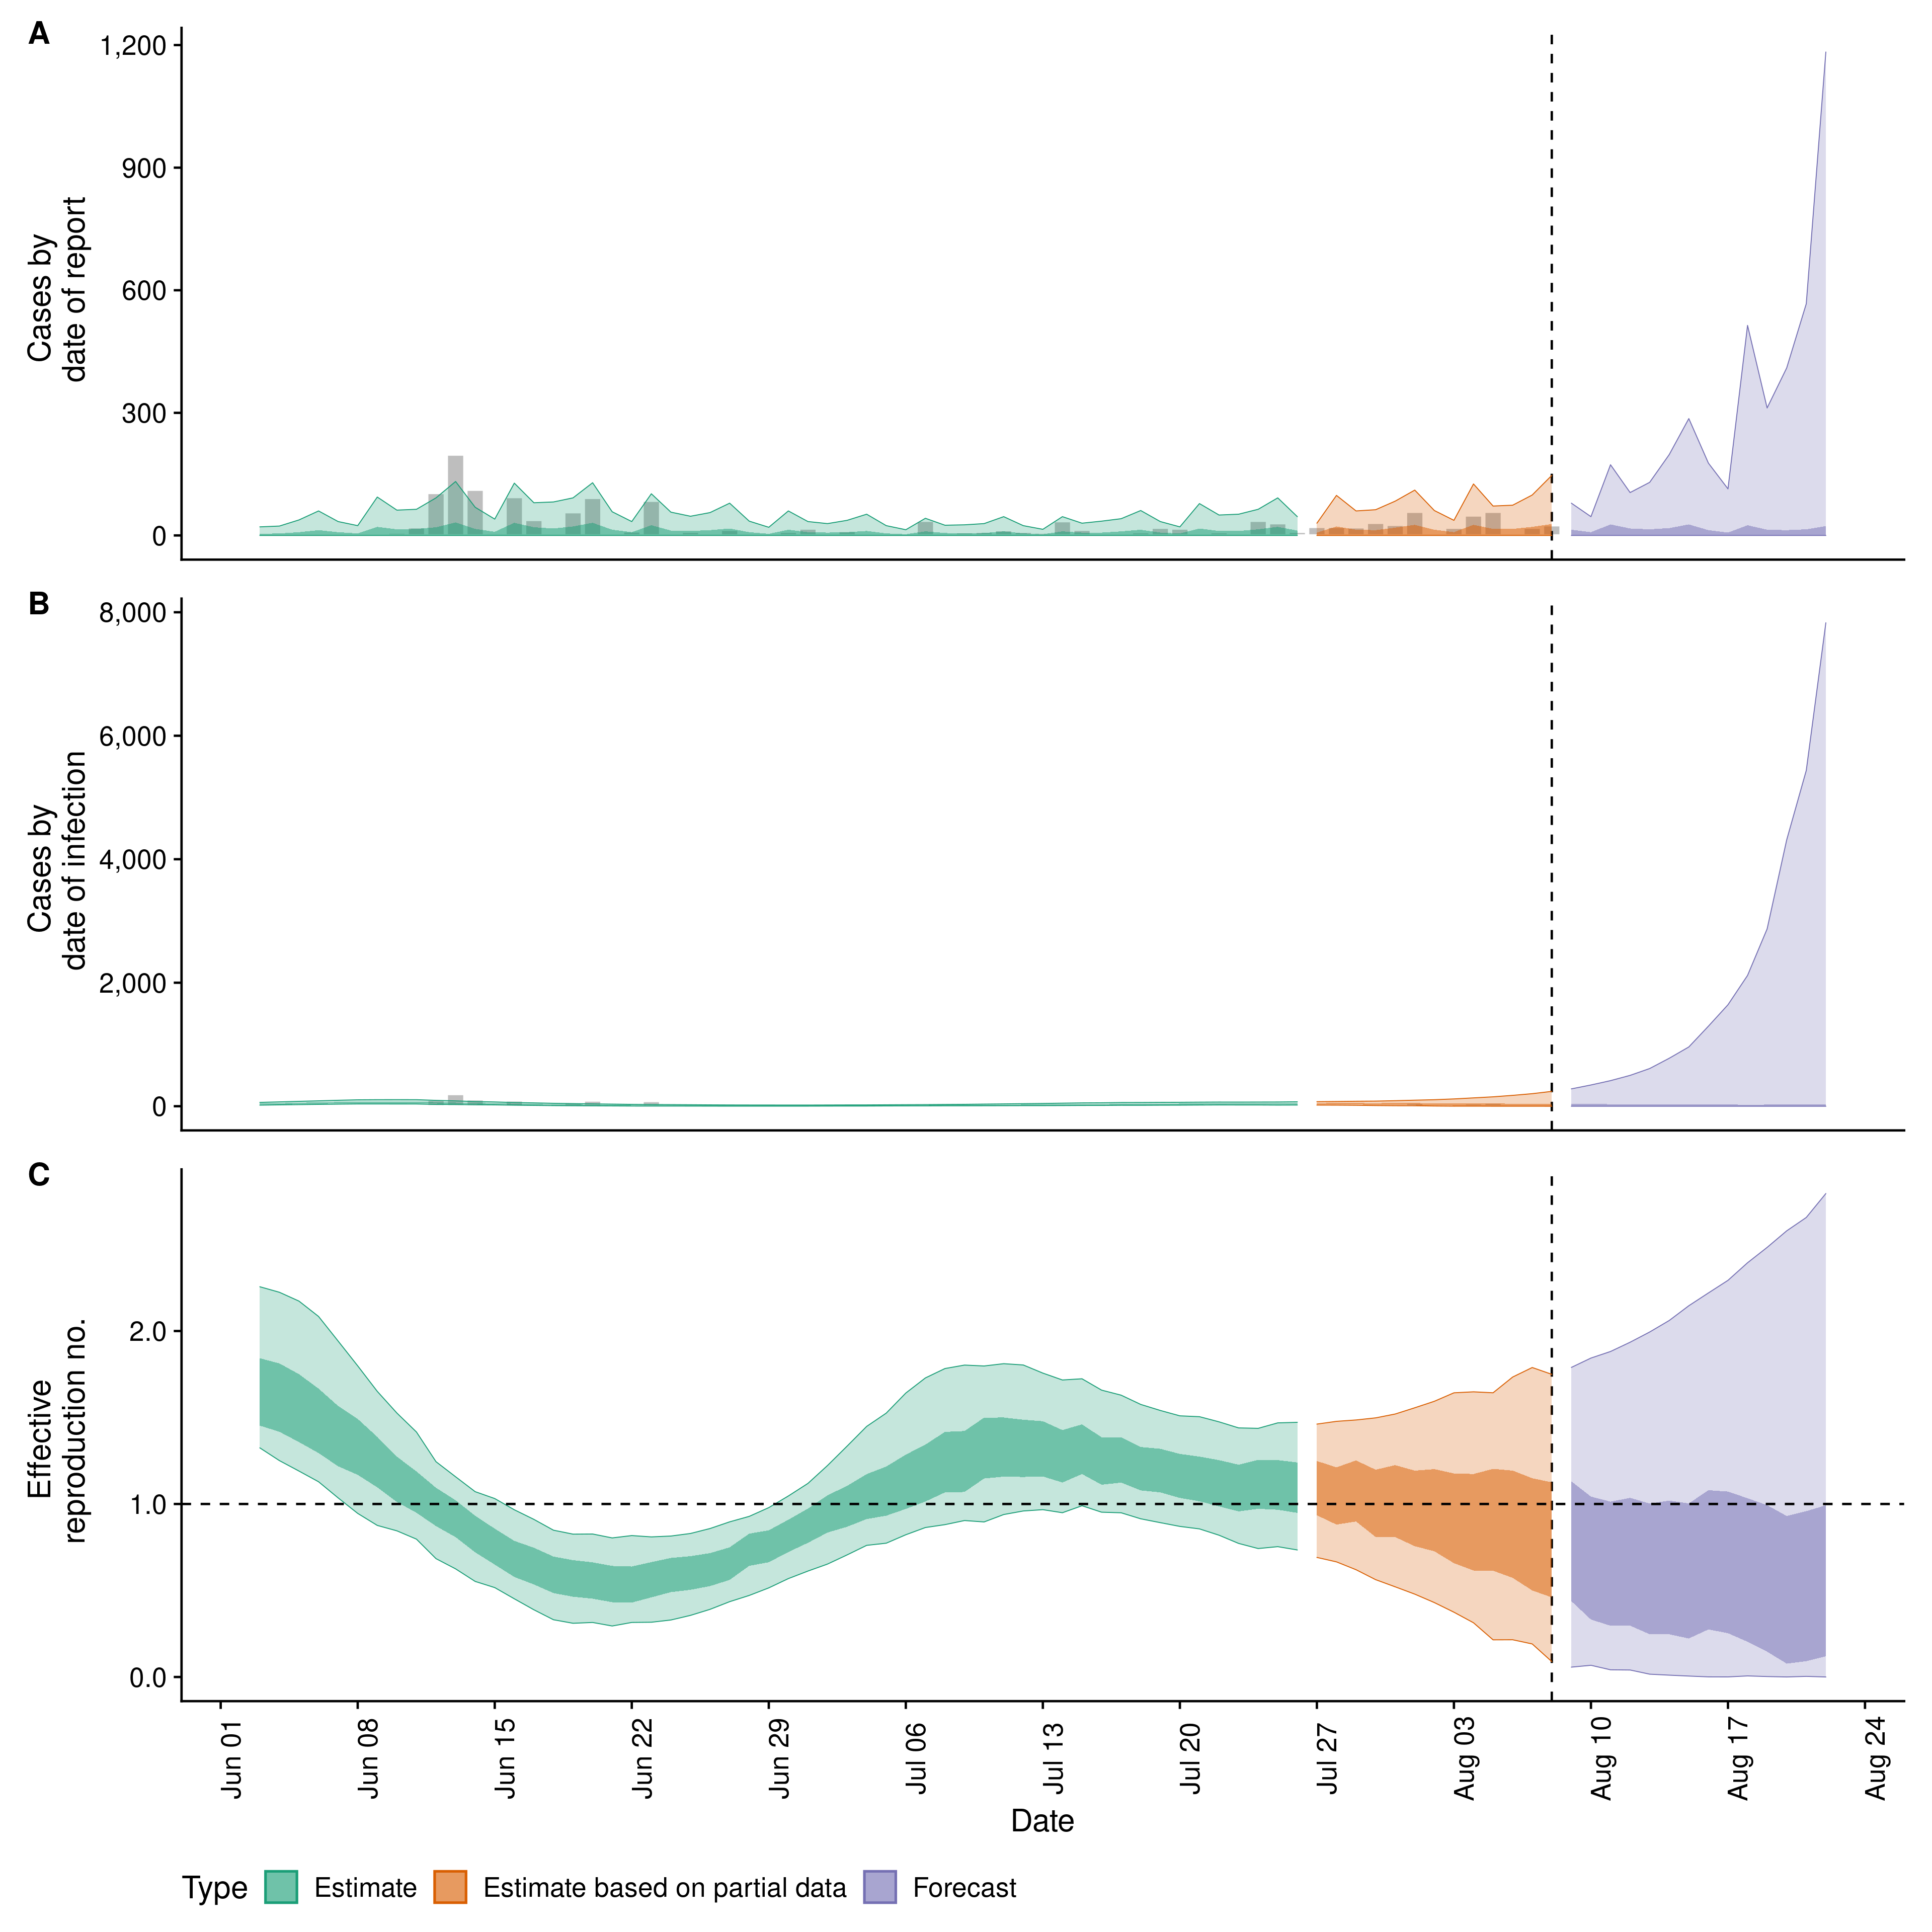 A
1,200
900
600
300
0
Cases by
date of report
B
8,000
6,000
4,000
2,000
0
Cases by
date of infection
C
2.0
1.0
0.0
Effective
reproduction no.
Jun 01
Jun 08
Jun 15
Jun 22
Jun 29
Jul 06
Jul 13
Jul 20
Jul 27
Aug 03
Aug 10
Aug 17
Aug 24
Date
Type Estimate Estimate based on partial data Forecast